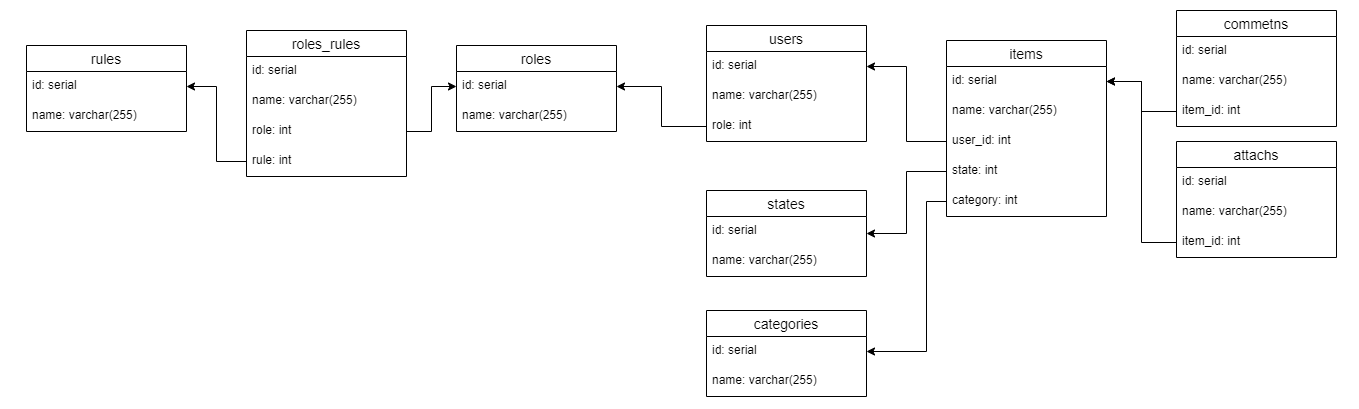 rules
id: serial
name: varchar(255)
roles_rules
id: serial
name: varchar(255)
role: int
rule: int
roles
id: serial
name: varchar(255)
users
id: serial
name: varchar(255)
role: int
states
id: serial
name: varchar(255)
categories
id: serial
name: varchar(255)
items
id: serial
name: varchar(255)
user_id: int
state: int
category: int
commetns
id: serial
name: varchar(255)
item_id: int
attachs
id: serial
name: varchar(255)
item_id: int